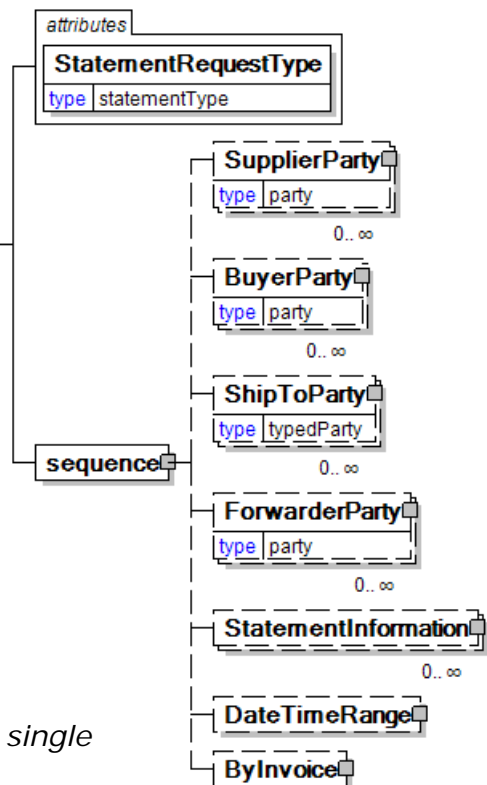 attributes
StatementRequestType
type statementType
SupplierParty
type party
0.. ∞
BuyerParty
type party
0.. ∞
ShipToParty
type typedParty
0.. ∞
sequence
ForwarderParty
type party
0.. ∞
StatementInformation
0.. ∞
DateTimeRange
single
ByInvoice